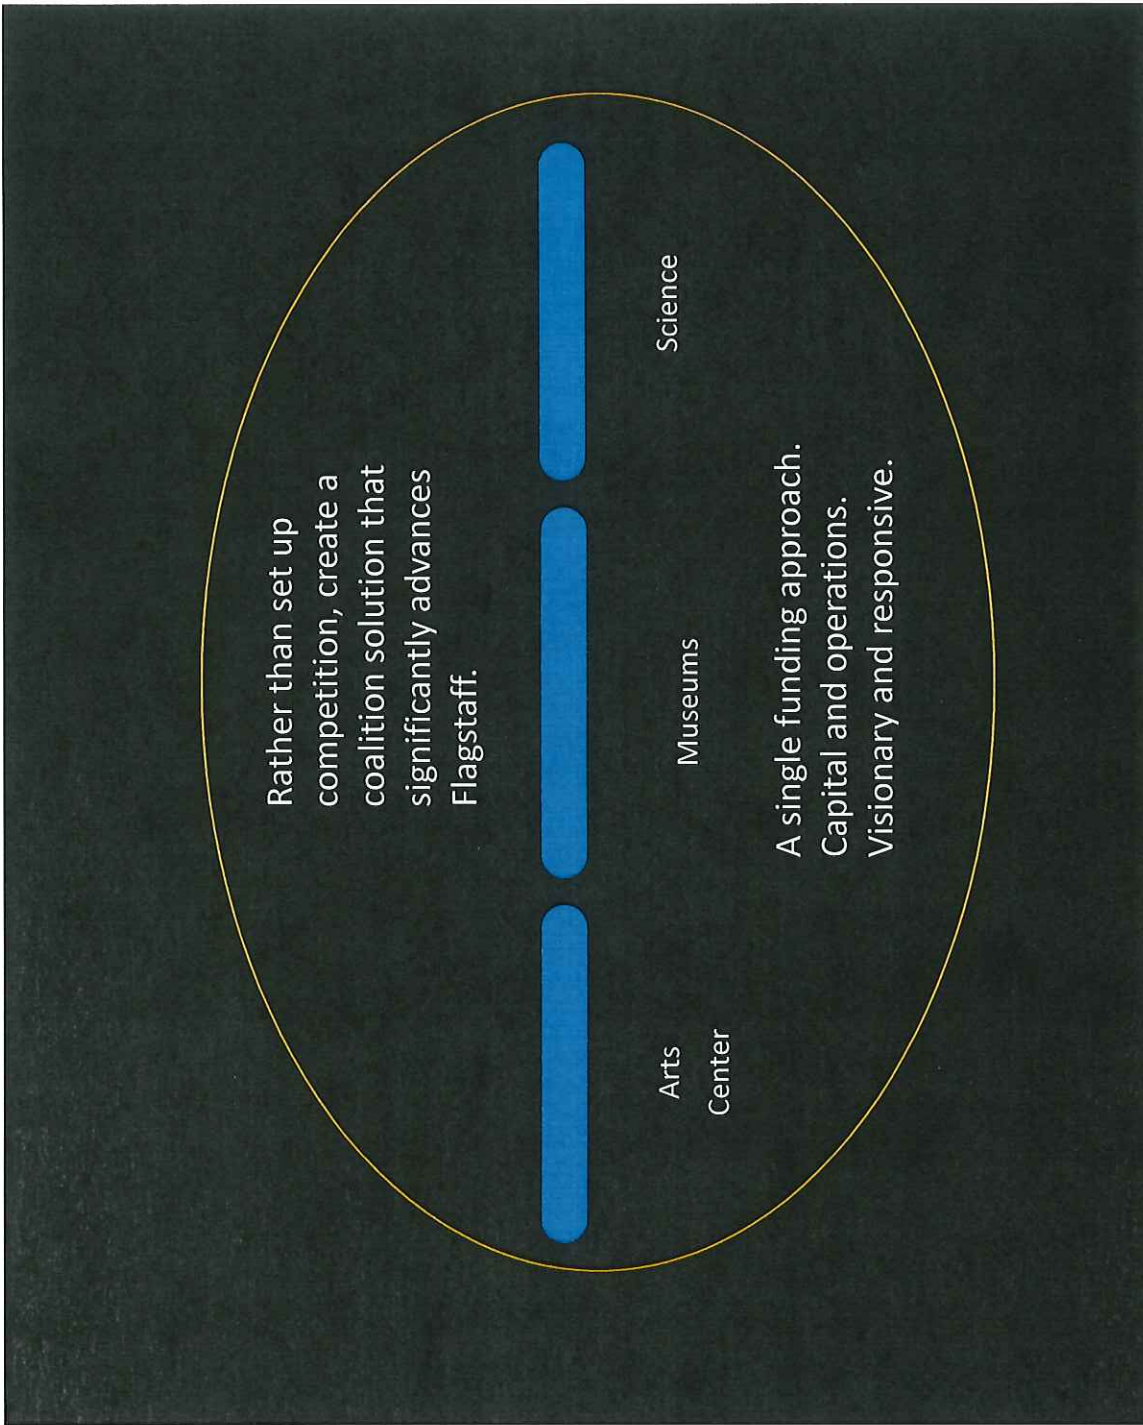 Rather than set up
competition, create a
coalition solution that
significantly advances
Flagstaff.
Arts
Center
Museums
Science
A single funding approach.
Capital and operations.
Visionary and responsive.